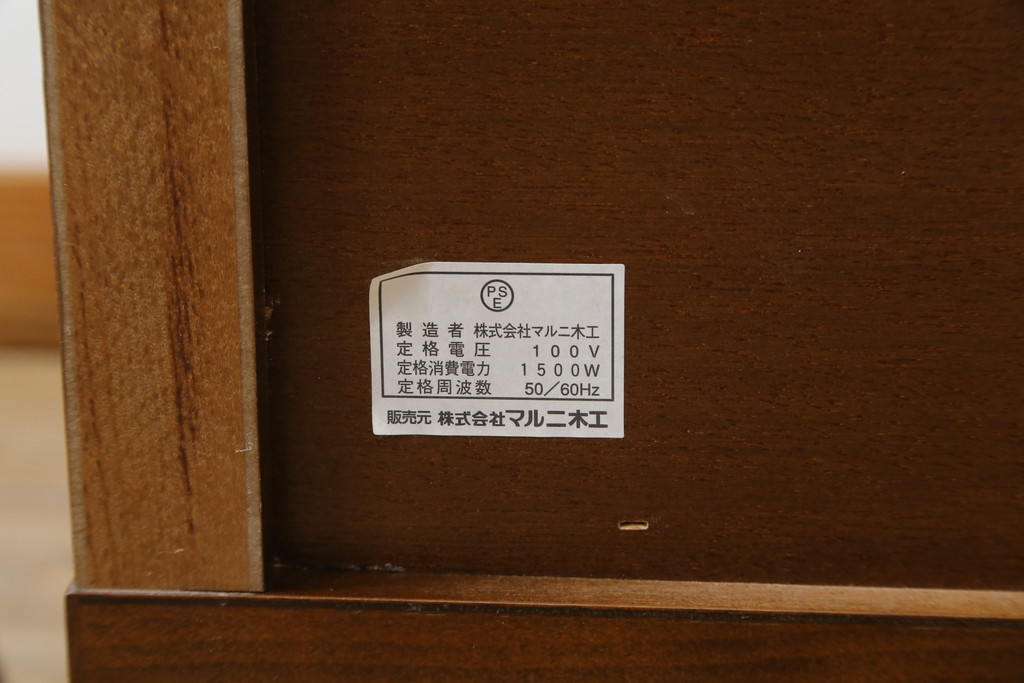 PS
E
製造者 株式会社マルニ木工
定格電圧 100V
定格消費電力 1500W
定格周波数 50/60Hz
販売元 株式会社マルニ木工